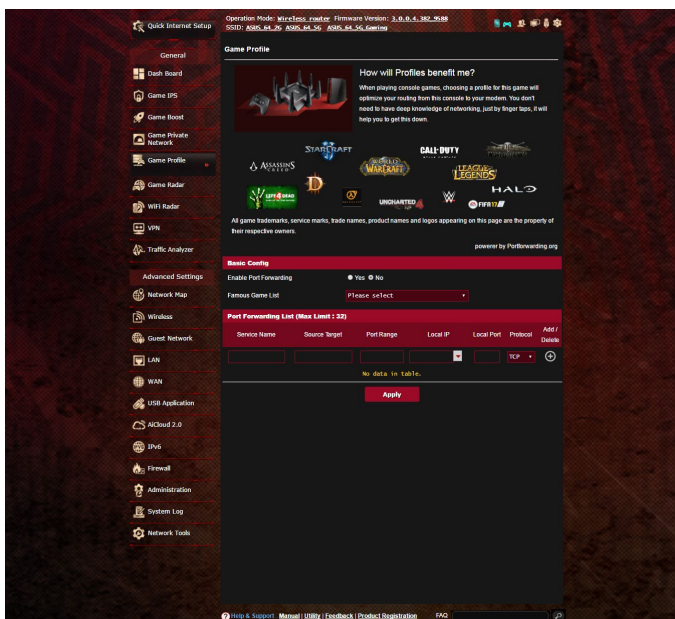 Quick Internet Setup
Operation Mode: Wireless router Firmware Version: 3.0.0.4.382_9588
SSID: ASUS_64_2G ASUS_64_5G ASUS_64_5G_Gaming
General
Dash Board
Game IPS
Game Boost
Game Private
Network
Game Profile
Game Radar
WiFi Radar
VPN
Traffic Analyzer
Advanced Settings
Network Map
Wireless
Guest Network
LAN
WAN
USB Application
AiCloud 2.0
IPv6
Firewall
Administration
System Log
Network Tools
Game Profile
How will Profiles benefit me?
When playing console games, choosing a profile for this game will
optimize your routing from this console to your modem. You don't
need to have deep knowledge of networking, just by finger taps, it will
help you to get this down.
STARCRAFT
CALL·DUTY
ASSASSINS
CREED
WORLD
WARCRAFT
LEAGUE
LEGENDS
D
HALO
LEFT 4 DEAD
UNCHARTED 4
W
FIFA 17
All game trademarks, service marks, trade names, product names and logos appearing on this page are the property of
their respective owners.
powerer by Portforwarding.org
Basic Config
Enable Port Forwarding Yes No
Famous Game List Please select
Port Forwarding List (Max Limit : 32)
Service Name Source Target Port Range Local IP Local Port Protocol Add /
Delete
TCP
No data in table.
Apply
Help & Support Manual | Utility | Feedback | Product Registration FAQ